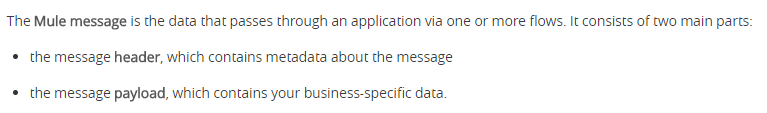 The Mule message is the data that passes through an application via one or more flows. It consists of two main parts:
• the message header, which contains metadata about the message
• the message payload, which contains your business-specific data.